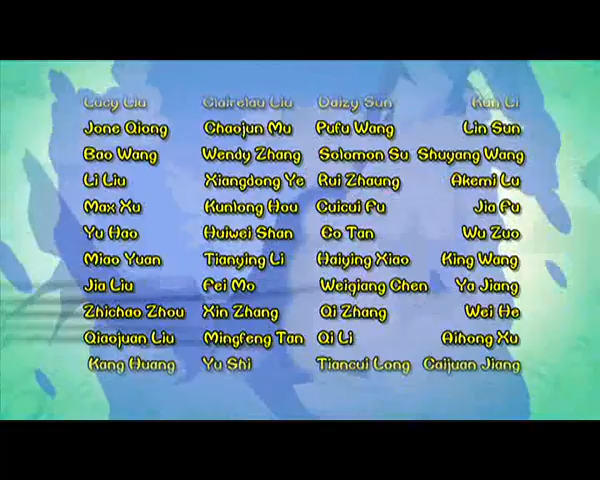 Lucy Liu Clairelau Liu Daizy Sun Kun Li
Jone Qiong Chaojun Mu Pufu Wang Lin Sun
Bao Wang Wendy Zhang Solomon Su Shuyang Wang
Li Liu Xiangdong Ye Rui Zhaung Akemi Lu
Max Xu Kunlong Hou Cuicui Fu Jia Fu
Yu Hao Huiwei Shan Bo Tan Wu Zuo
Miao Yuan Tianying Li Haiying Xiao King Wang
Jia Liu Fei Mo Weiqiang Chen Ya Jiang
Zhichao Zhou Xin Zhang Qi Zhang Wei He
Qiaojuan Liu Mingfeng Tan Qi Li Aihong Xu
Kang Huang Yu Shi Tiancui Long Caijuan Jiang